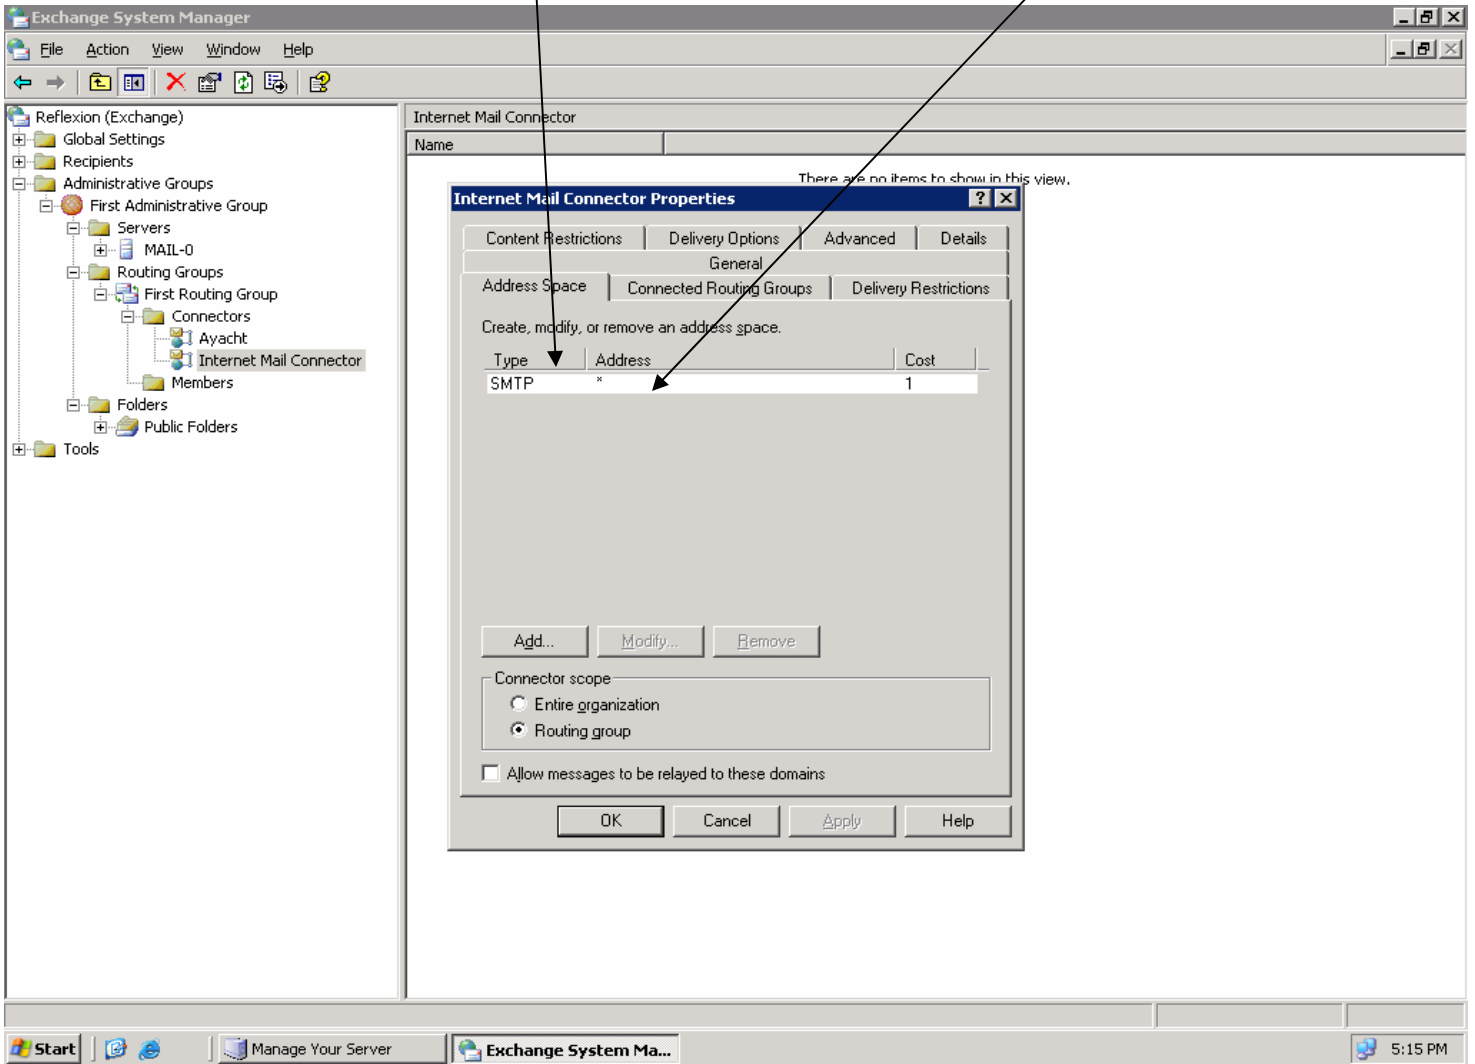 Exchange System Manager
File Action View Window Help
Reflexion (Exchange)
Global Settings
Recipients
Administrative Groups
First Administrative Group
Servers
MAIL-0
Routing Groups
First Routing Group
Connectors
Ayacht
Internet Mail Connector
Members
Folders
Public Folders
Tools
Internet Mail Connector
Name
There are no items to show in this view.
Internet Mail Connector Properties
Content Restrictions Delivery Options Advanced Details
General
Address Space Connected Routing Groups Delivery Restrictions
Create, modify, or remove an address space.
Type Address Cost
SMTP * 1
Add... Modify... Remove
Connector scope
Entire organization
Routing group
Allow messages to be relayed to these domains
OK Cancel Apply Help
Start Manage Your Server Exchange System Ma... 5:15 PM